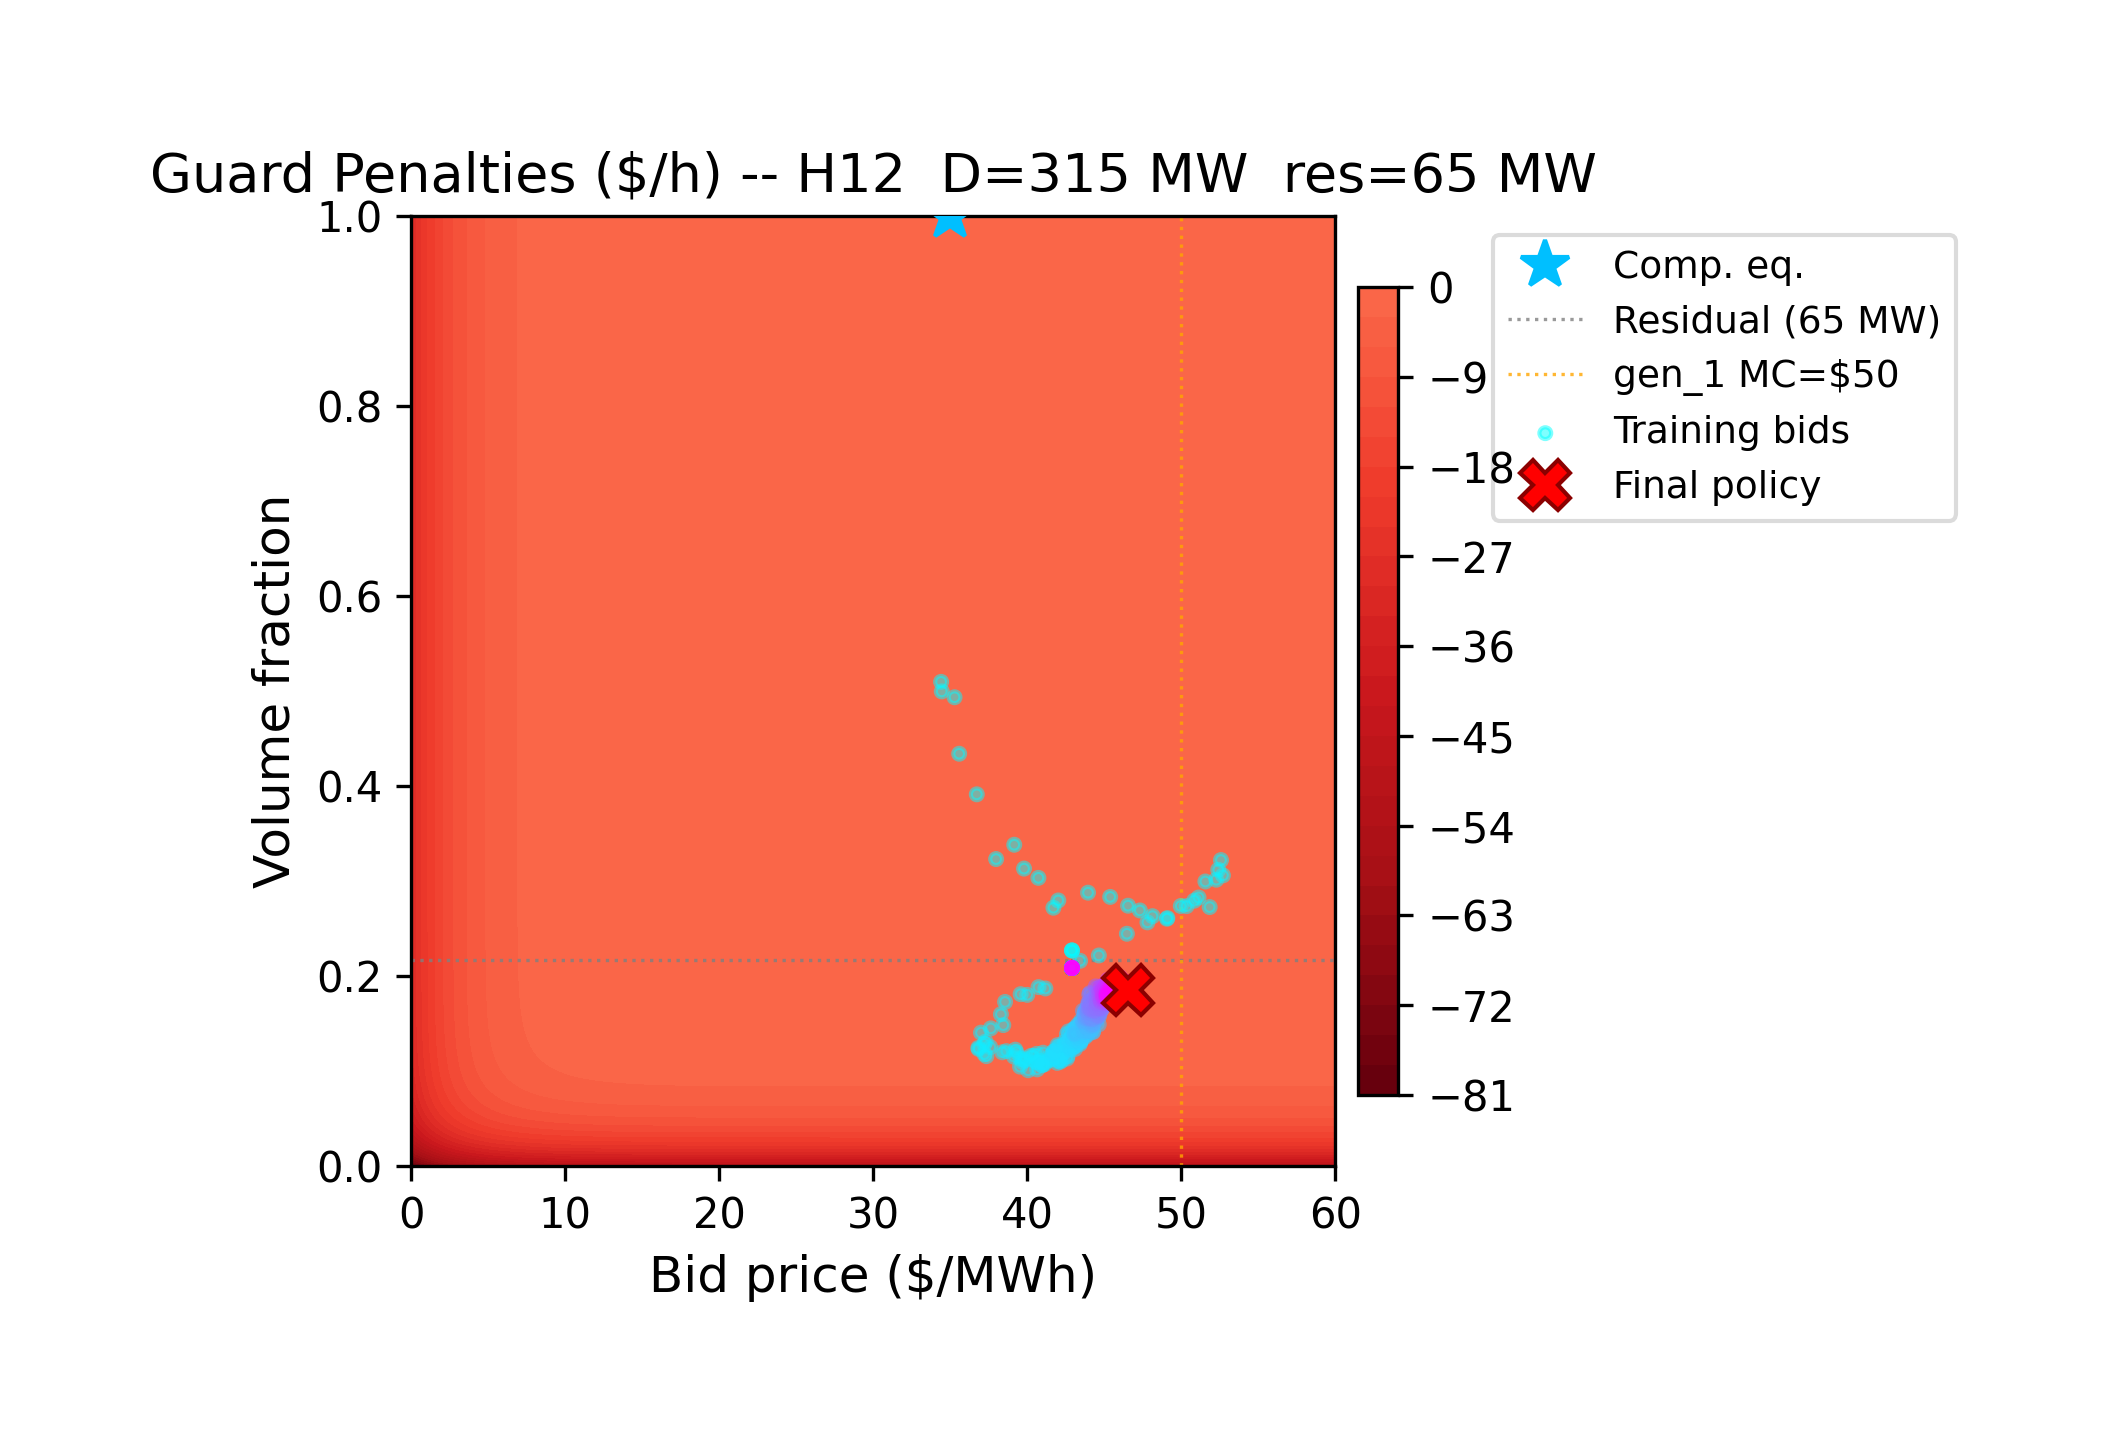 Guard Penalties ($/h) -- H12  D=315 MW  res=65 MW
1.0
0.8
0.6
0.4
0.2
0.0
Volume fraction
0 10 20 30 40 50 60
Bid price ($/MWh)
0
−9
−18
−27
−36
−45
−54
−63
−72
−81
Comp. eq.
Residual (65 MW)
gen_1 MC=$50
Training bids
Final policy